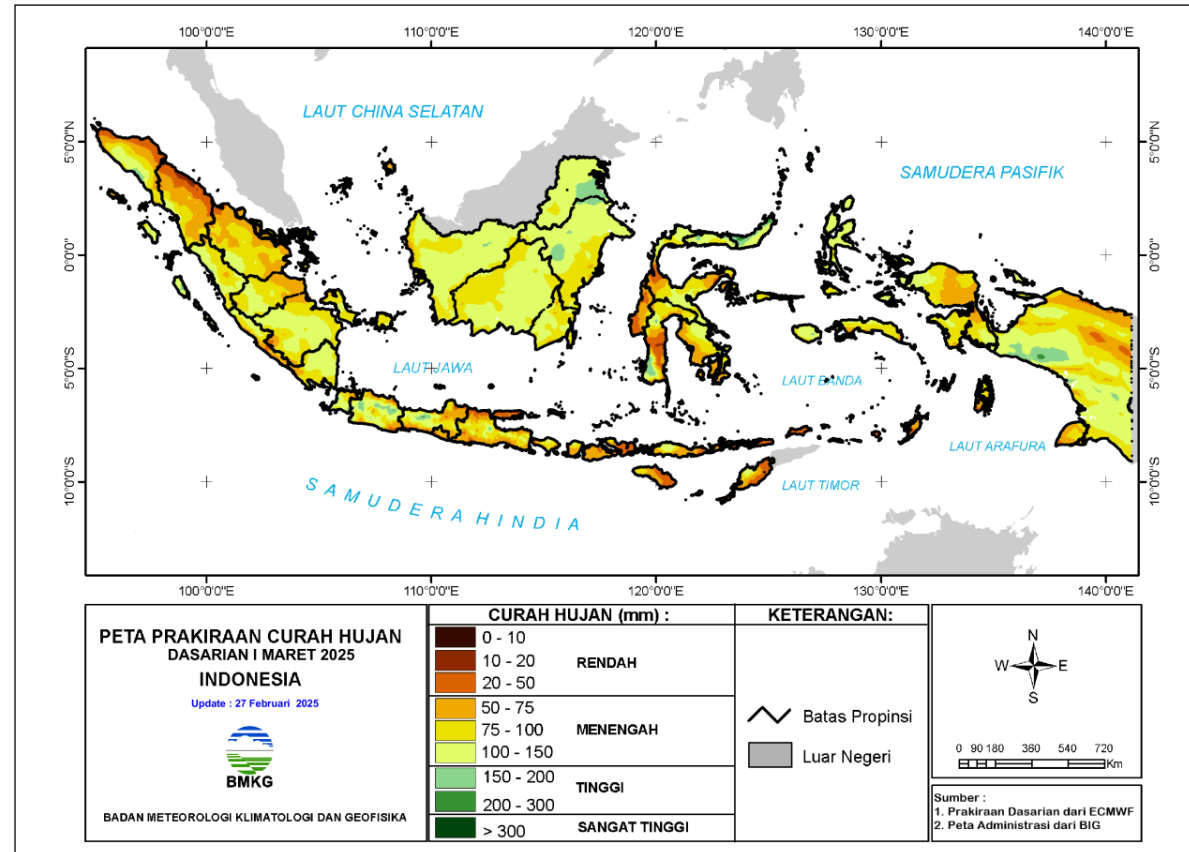 100°0'0"E 110°0'0"E 120°0'0"E 130°0'0"E 140°0'0"E
5°0'0"N
0°0'0"
5°0'0"S
10°0'0"S
LAUT CHINA SELATAN
SAMUDERA PASIFIK
LAUT JAWA
LAUT BANDA
LAUT ARAFURA
LAUT TIMOR
SAMUDERA HINDIA
5°0'0"N
0°0'0"
5°0'0"S
10°0'0"S
100°0'0"E 110°0'0"E 120°0'0"E 130°0'0"E 140°0'0"E
PETA PRAKIRAAN CURAH HUJAN
DASARIAN I MARET 2025
INDONESIA
Update : 27 Februari 2025
BMKG
BADAN METEOROLOGI KLIMATOLOGI DAN GEOFISIKA
CURAH HUJAN (mm) :
0 - 10
10 - 20
20 - 50
RENDAH
50 - 75
75 - 100
100 - 150
MENENGAH
150 - 200
200 - 300
TINGGI
> 300
SANGAT TINGGI
KETERANGAN:
Batas Propinsi
Luar Negeri
N
W E
S
0 90 180 360 540 720
Km
Sumber :
1. Prakiraan Dasarian dari ECMWF
2. Peta Administrasi dari BIG